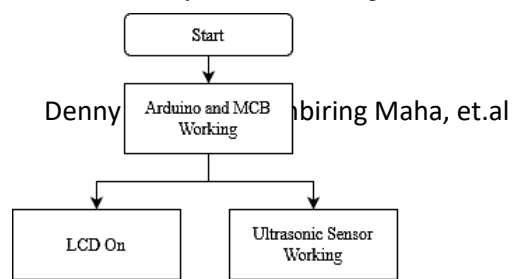 Start
Denny
Arduino and MCB
Working
Maha, et.al
LCD On
Ultrasonic Sensor
Working